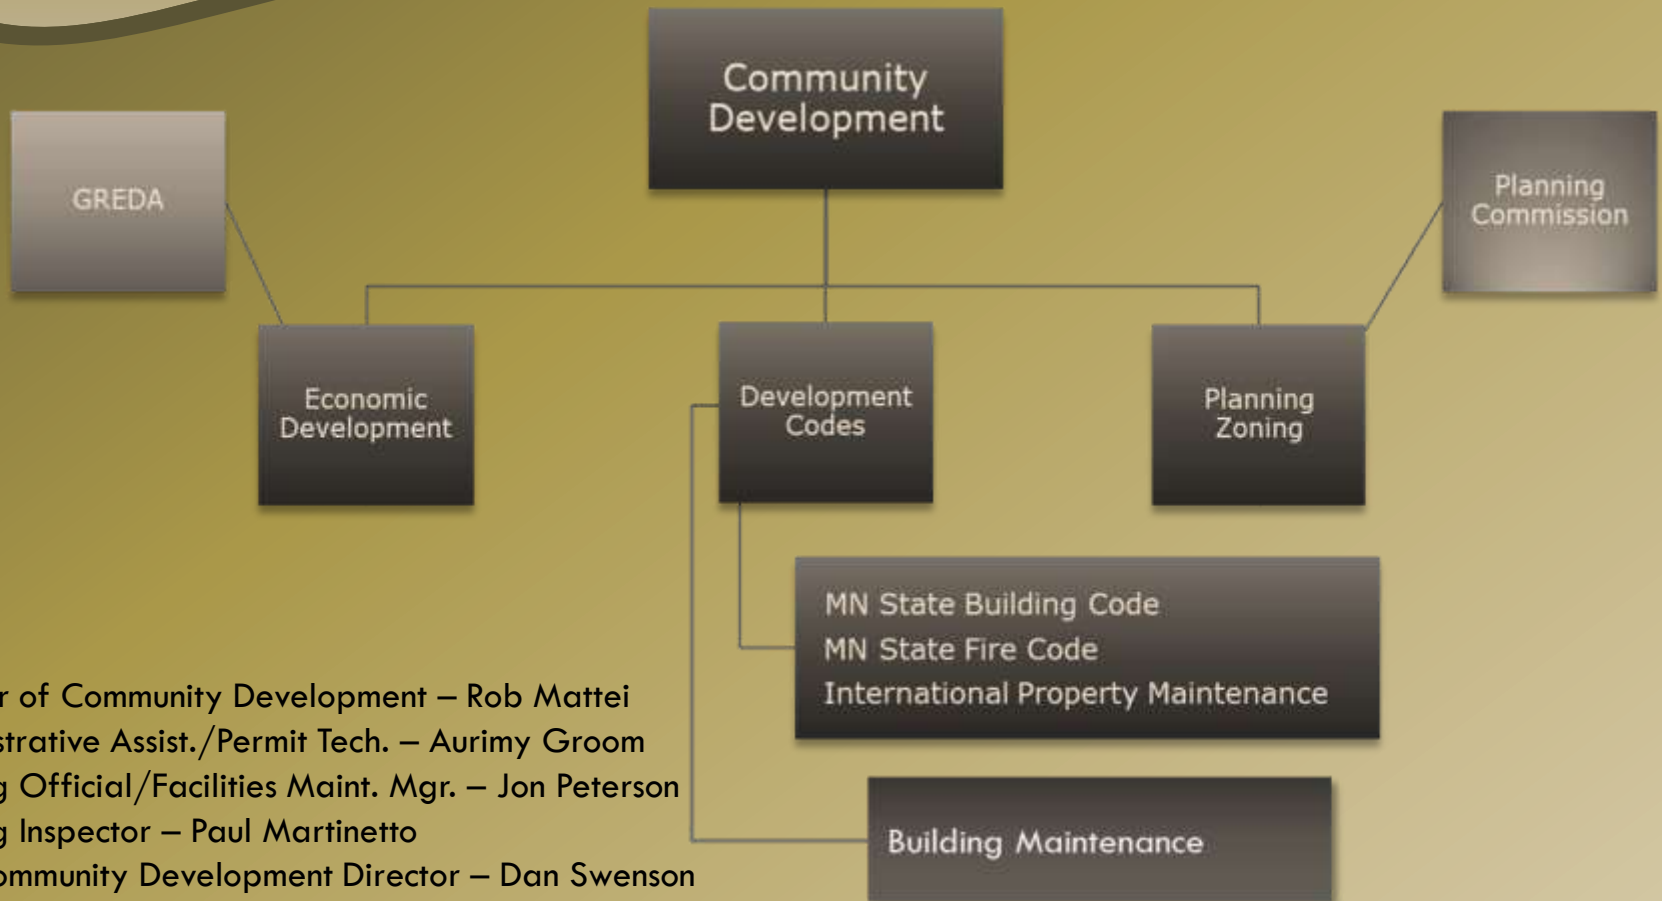 Community
Development
GREDA
Planning
Commission
Economic
Development
Development
Codes
Planning
Zoning
MN State Building Code
MN State Fire Code
International Property Maintenance
Building Maintenance
r of Community Development – Rob Mattei
strative Assist./Permit Tech. – Aurimy Groom
g Official/Facilities Maint. Mgr. – Jon Peterson
g Inspector – Paul Martinetto
ommunity Development Director – Dan Swenson